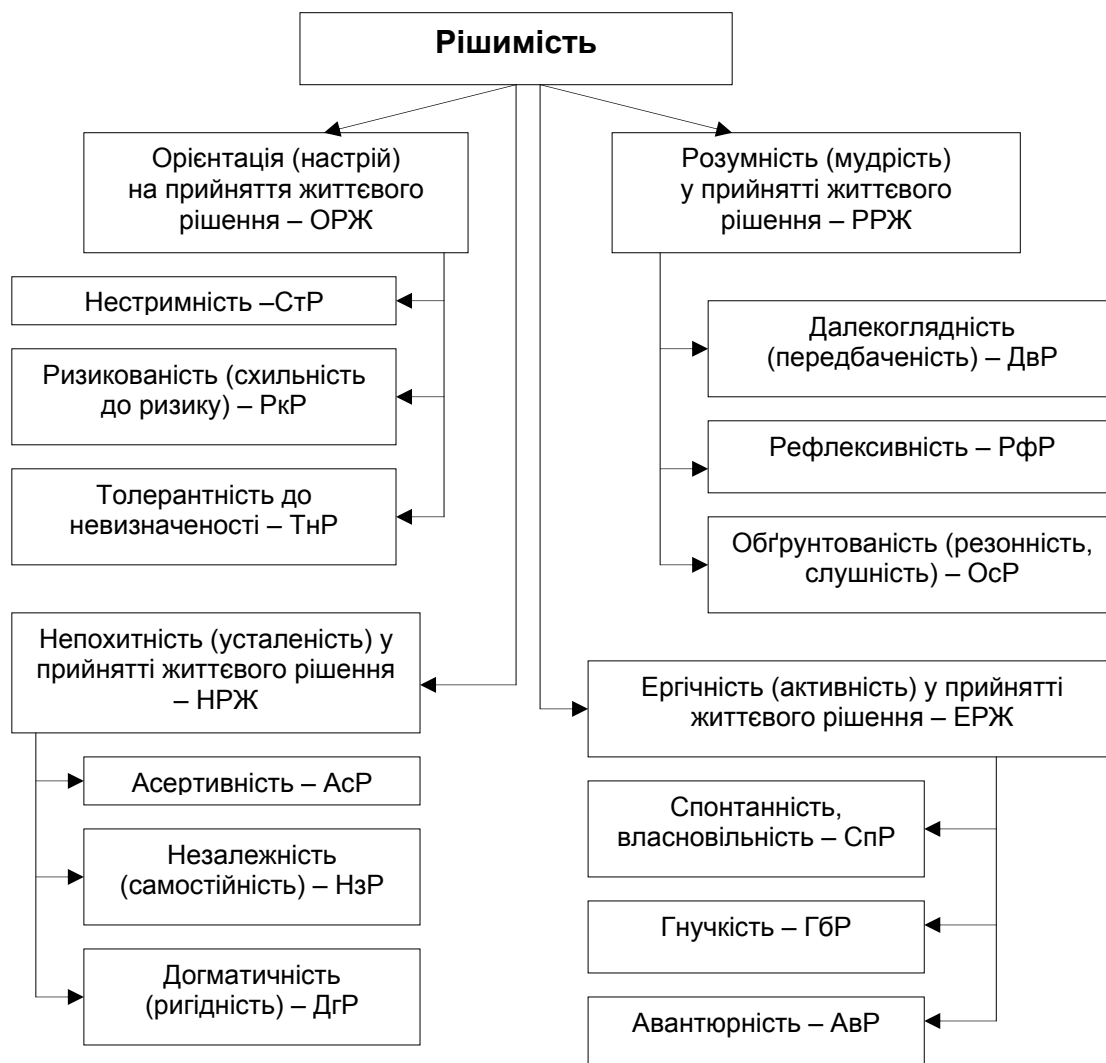 Рішимість
Орієнтація (настрій)
на прийняття життєвого
рішення – ОРЖ
Нестримність –СтР
Ризикованість (схильність
до ризику) – РкР
Толерантність до
невизначеності – ТнР
Розумність (мудрість)
у прийнятті життєвого
рішення – РРЖ
Далекоглядність
(передбаченість) – ДвР
Рефлексивність – РфР
Обґрунтованість (резонність,
слушність) – ОсР
Непохитність (усталеність) у
прийнятті життєвого рішення
– НРЖ
Асертивність – АсР
Незалежність
(самостійність) – НзР
Догматичність
(ригідність) – ДгР
Ергічність (активність) у прийнятті
життєвого рішення – ЕРЖ
Спонтанність,
власновільність – СпР
Гнучкість – ГбР
Авантюрність – АвР